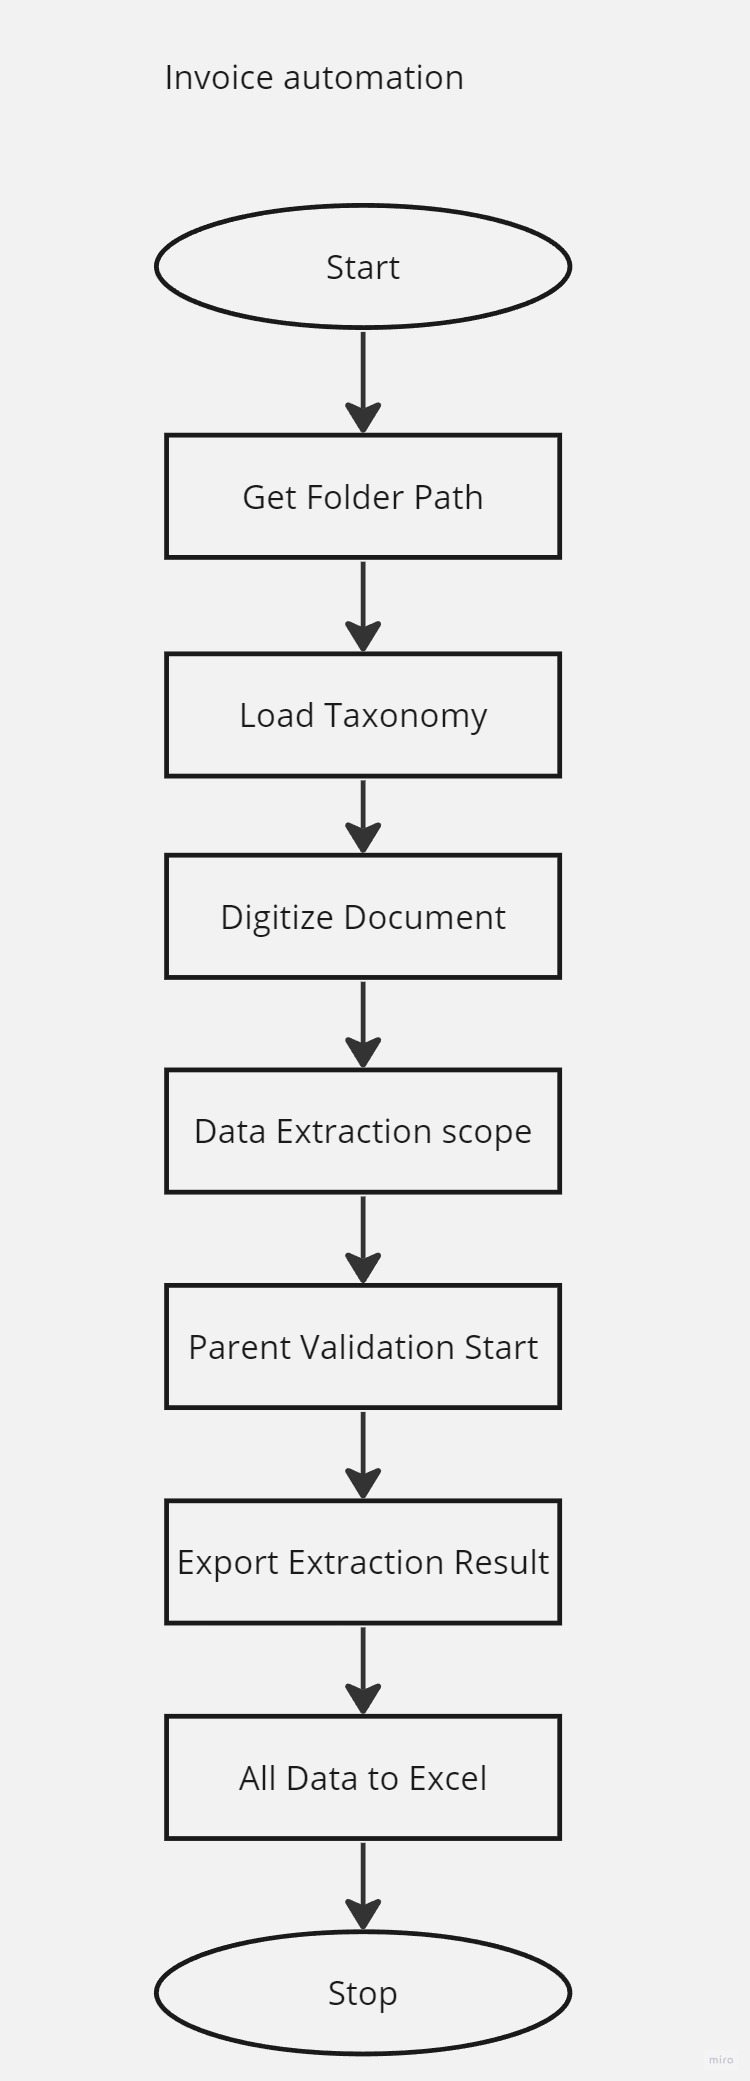 Invoice automation
Start
Get Folder Path
Load Taxonomy
Digitize Document
Data Extraction scope
Parent Validation Start
Export Extraction Result
All Data to Excel
Stop
miro